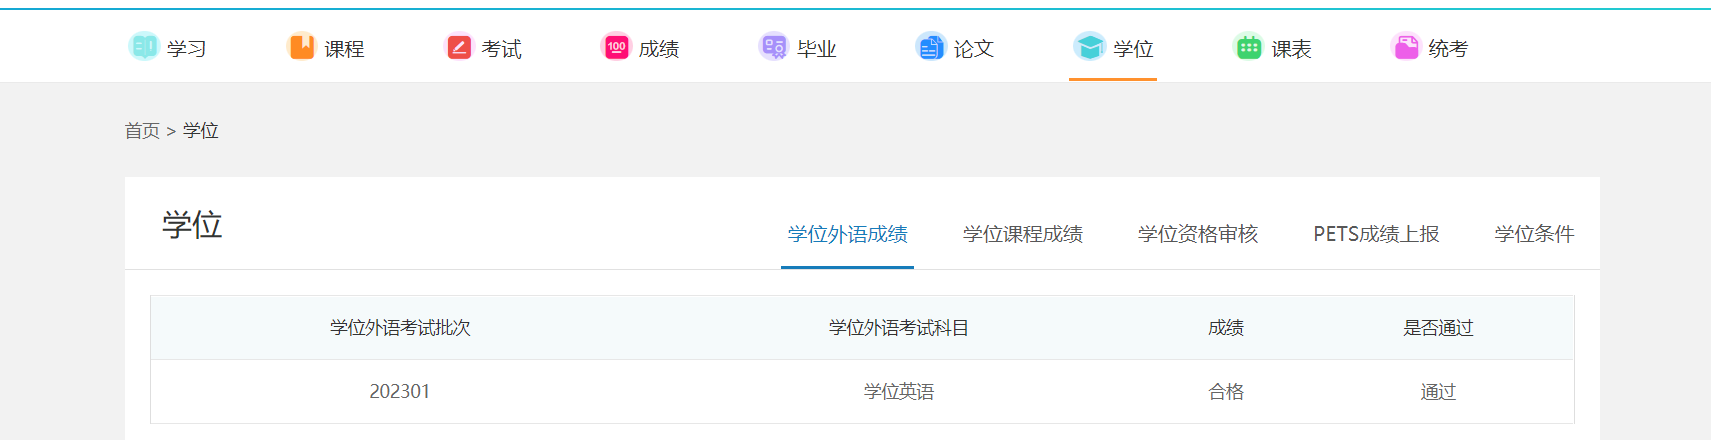 学习 课程 考试 100 成绩 毕业 论文 学位 课表 统考
首页 > 学位
学位
学位外语成绩 学位课程成绩 学位资格审核 PETS成绩上报 学位条件
学位外语考试批次 学位外语考试科目 成绩 是否通过
202301 学位英语 合格 通过